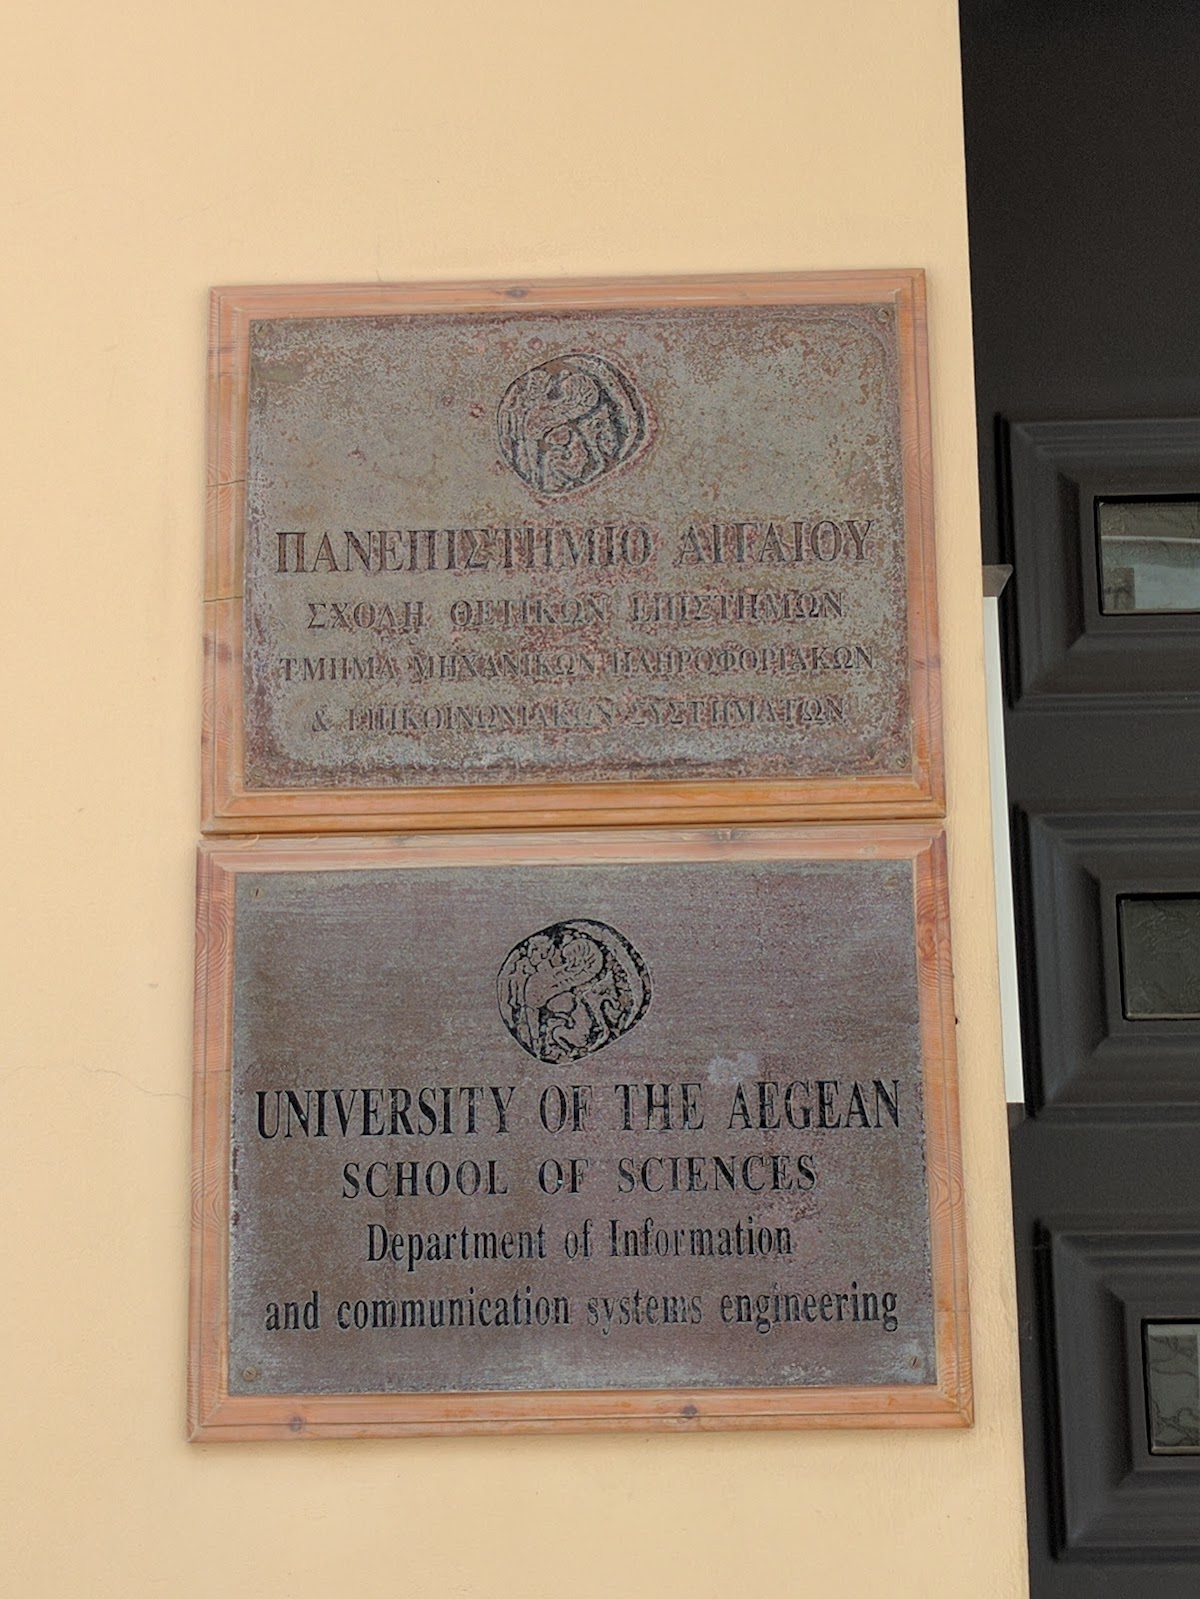 ΠΑΝΕΠΙΣΤΗΜΙΟ ΑΙΓΑΙΟΥ
ΣΧΟΛΗ ΘΕΤΙΚΩΝ ΕΠΙΣΤΗΜΩΝ
ΤΜΗΜΑ ΜΗΧΑΝΙΚΩΝ ΠΛΗΡΟΦΟΡΙΑΚΩΝ
& ΕΠΙΚΟΙΝΩΝΙΑΚΩΝ ΣΥΣΤΗΜΑΤΩΝ
UNIVERSITY OF THE AEGEAN
SCHOOL OF SCIENCES
Department of Information
and communication systems engineering